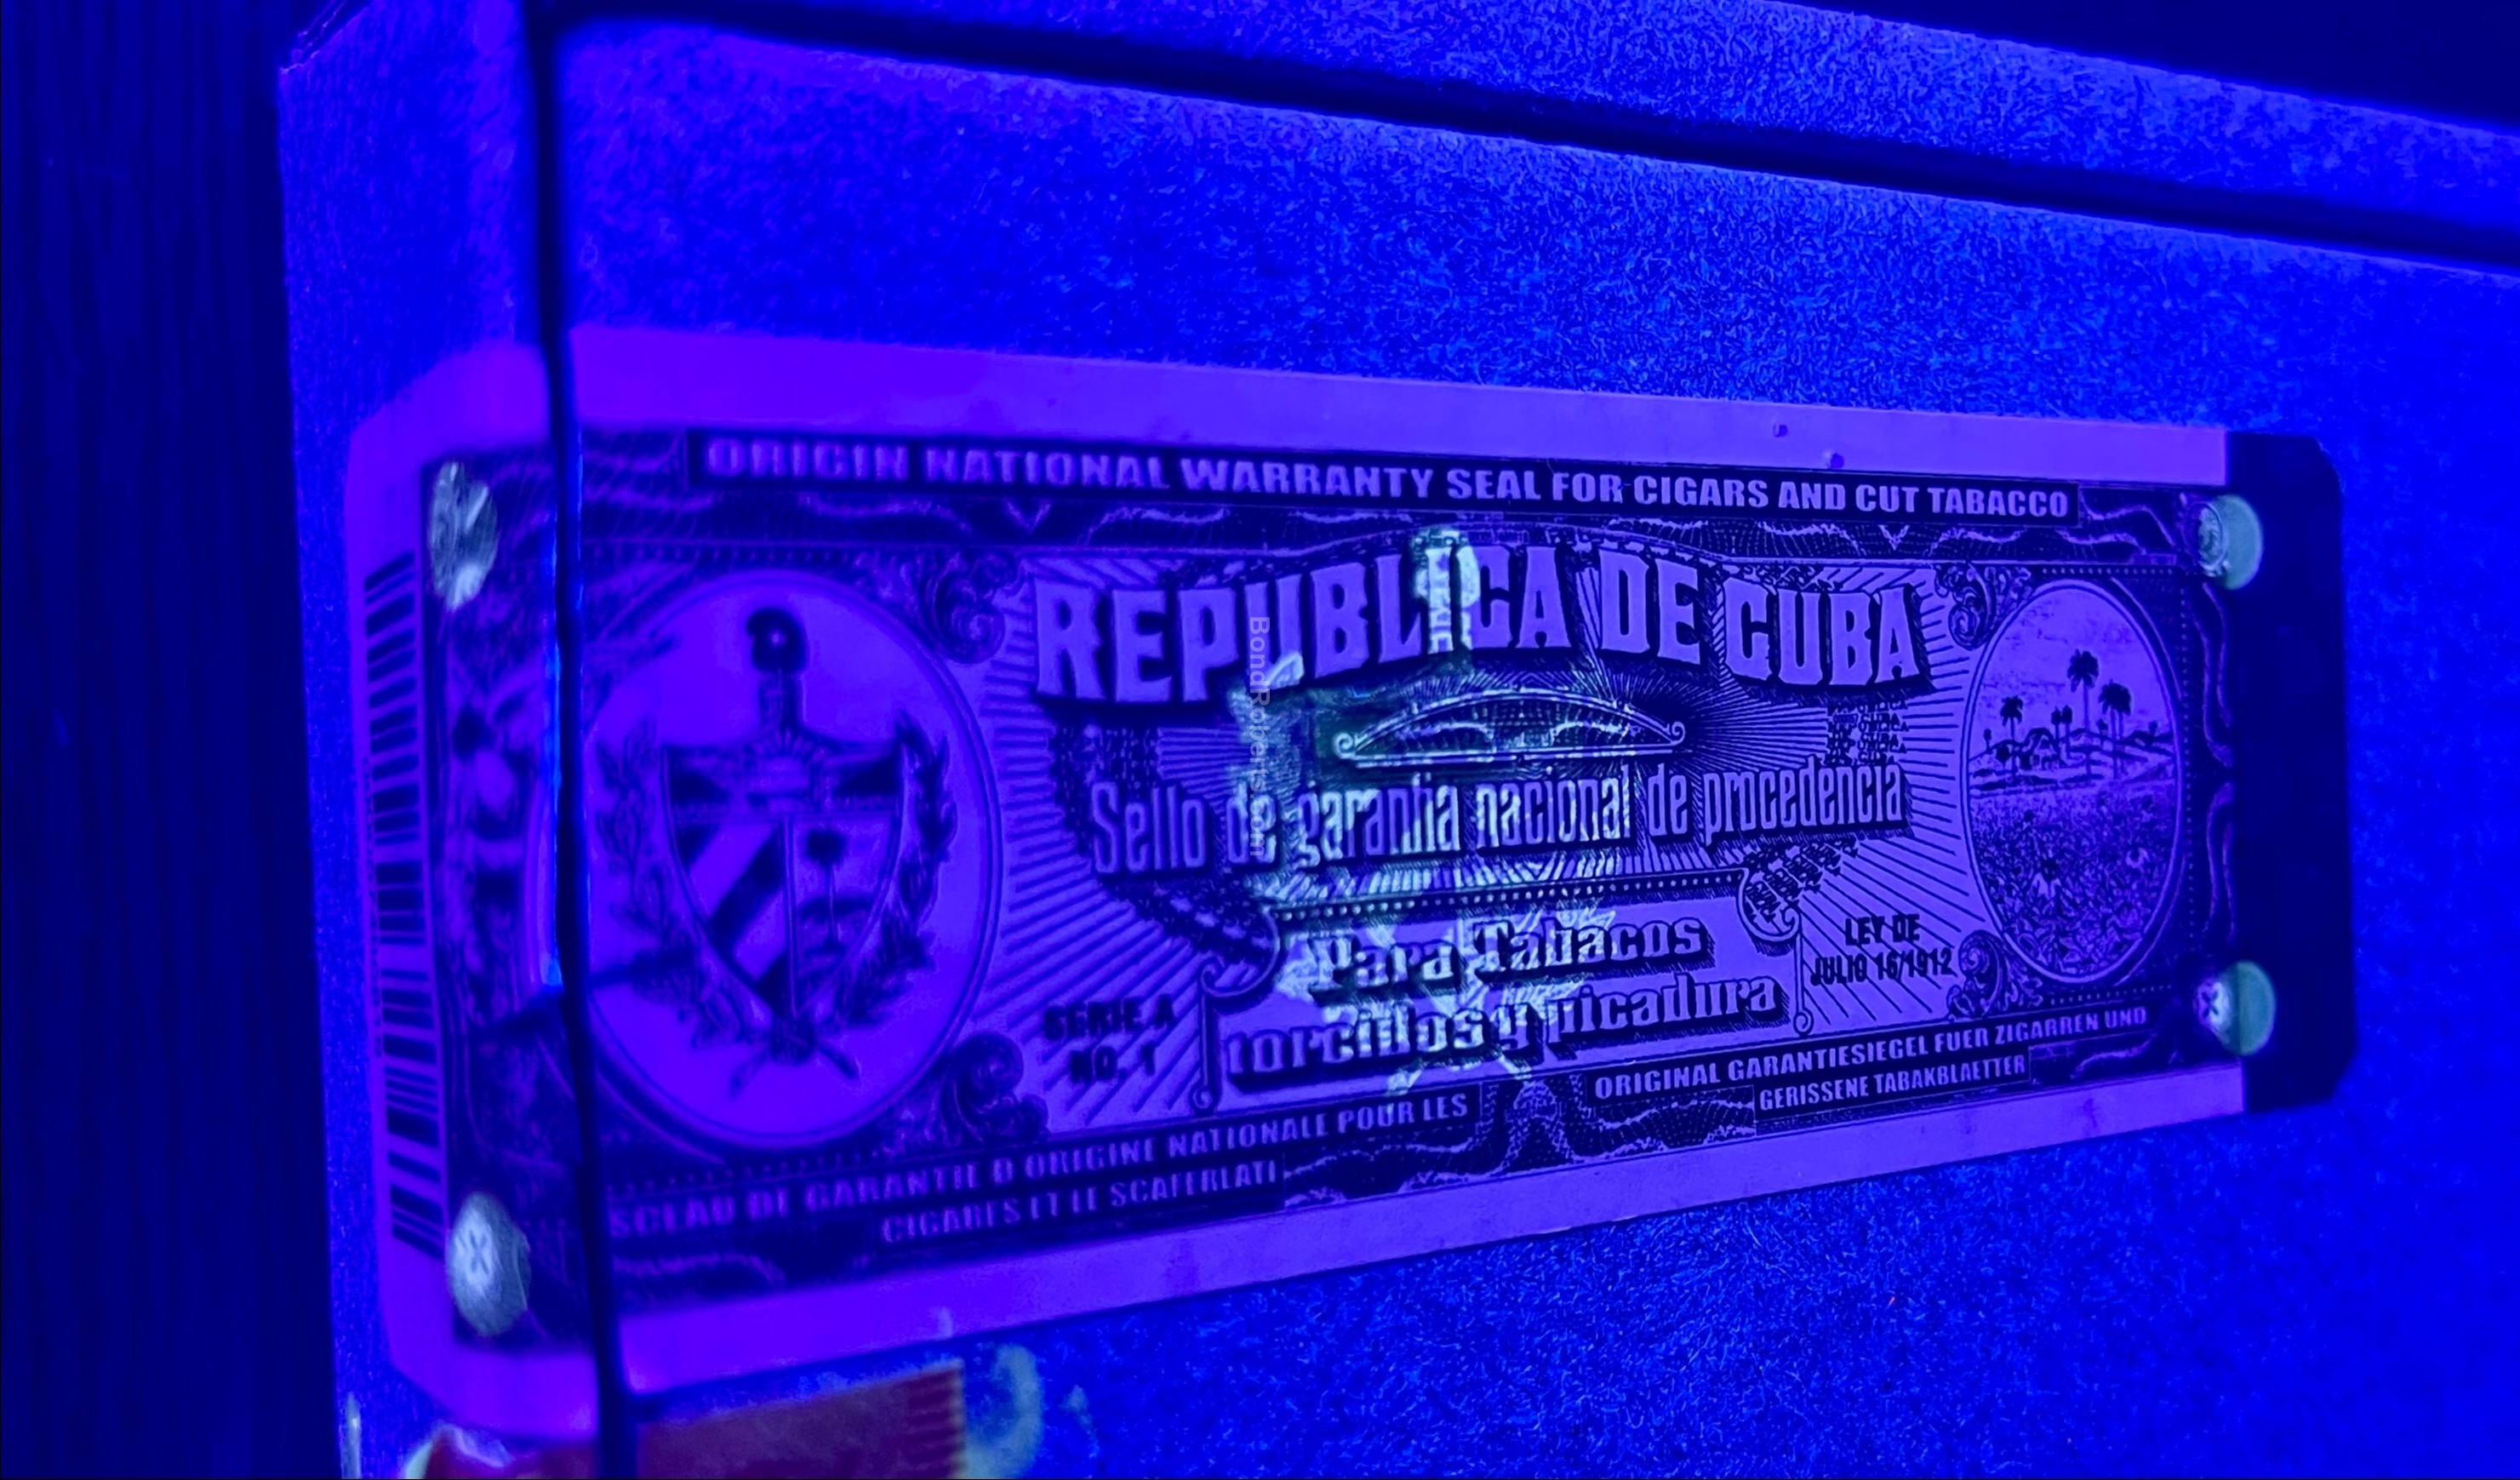 ORIGIN NATIONAL WARRANTY SEAL FOR CIGARS AND CUT TABACCO
REPUBLICA DE CUBA
BondRoberts.com
Sello de garantia nacional de procedencia
Para Tabacos
torcidos y picadura
LEY DE
JULIO 16/1912
SERIE A
NO. 1
SCEAU DE GARANTIE D ORIGINE NATIONALE POUR LES
CIGARES ET LE SCAFERLATI
ORIGINAL GARANTIESIEGEL FUER ZIGARREN UND
GERISSENE TABAKBLAETTER